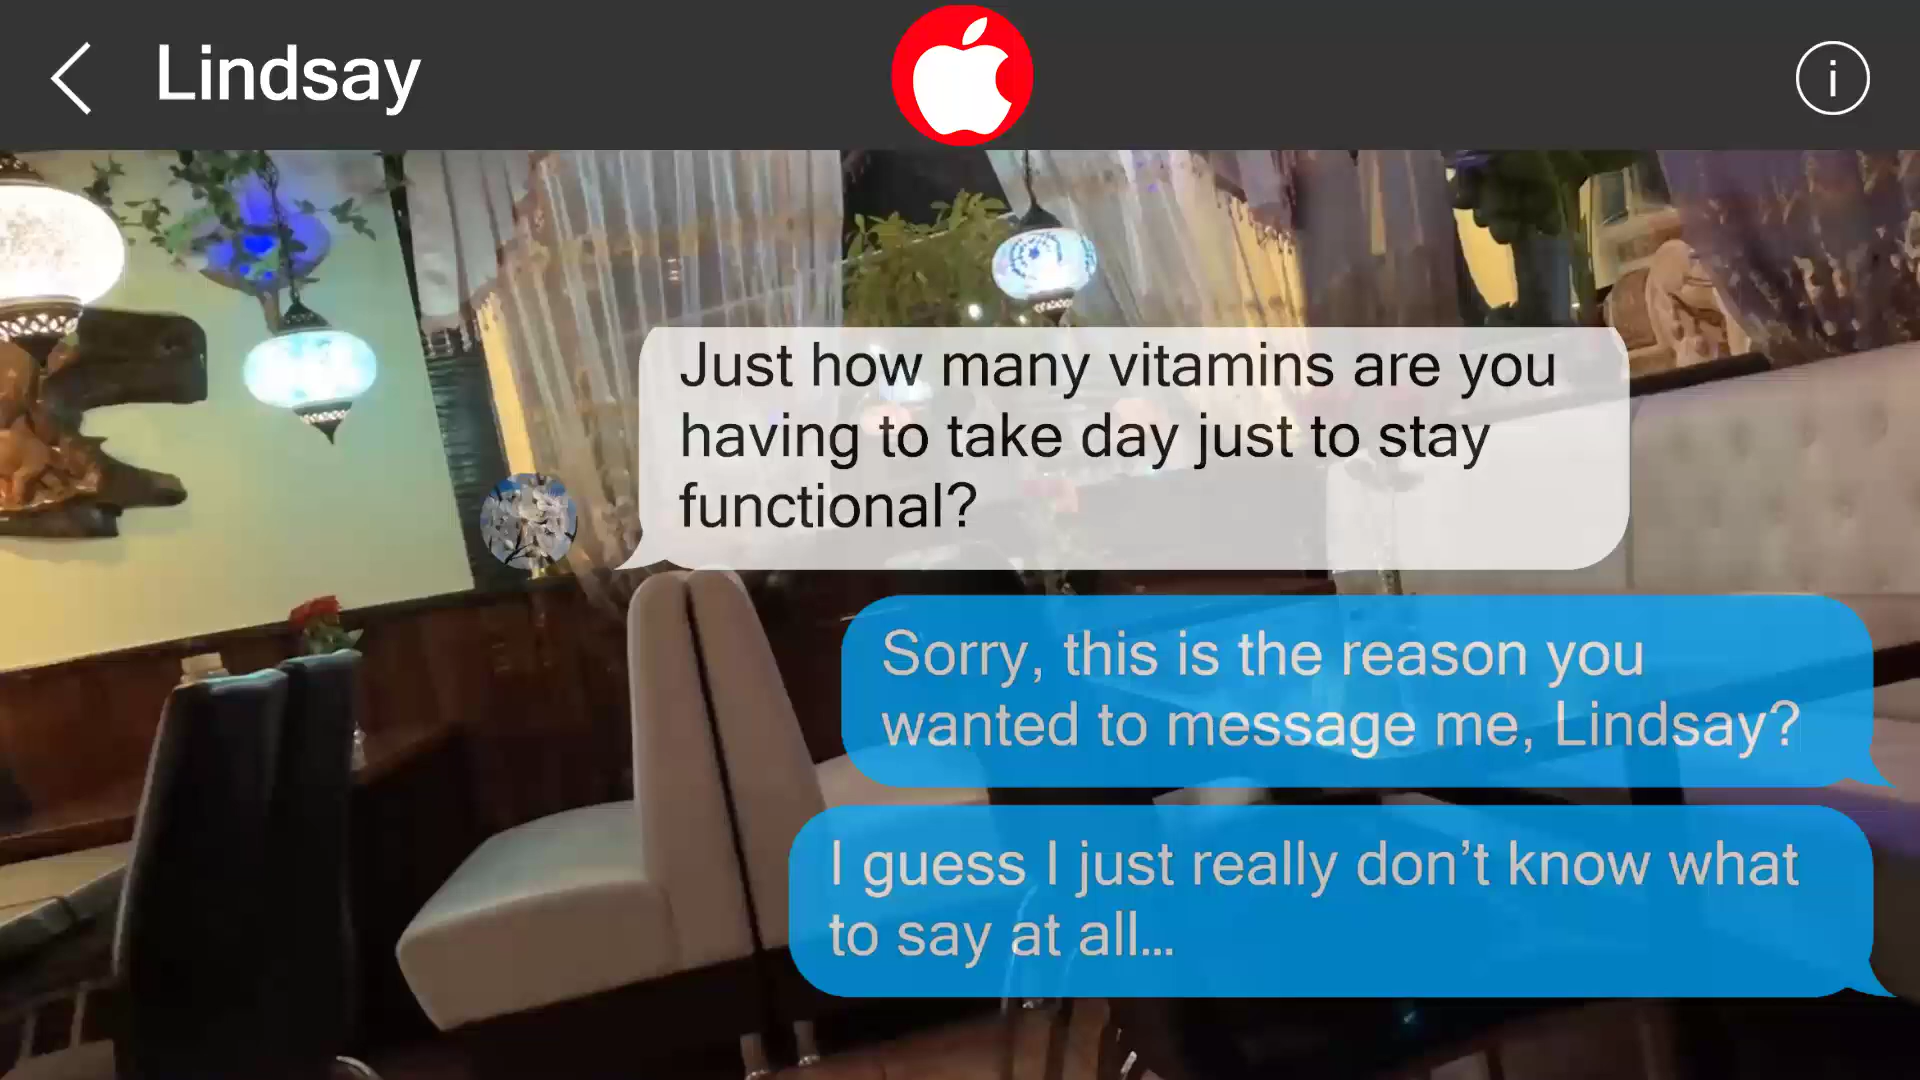 Lindsay
i
Just how many vitamins are you
having to take day just to stay
functional?
Sorry, this is the reason you
wanted to message me, Lindsay?
I guess I just really don’t know what
to say at all...